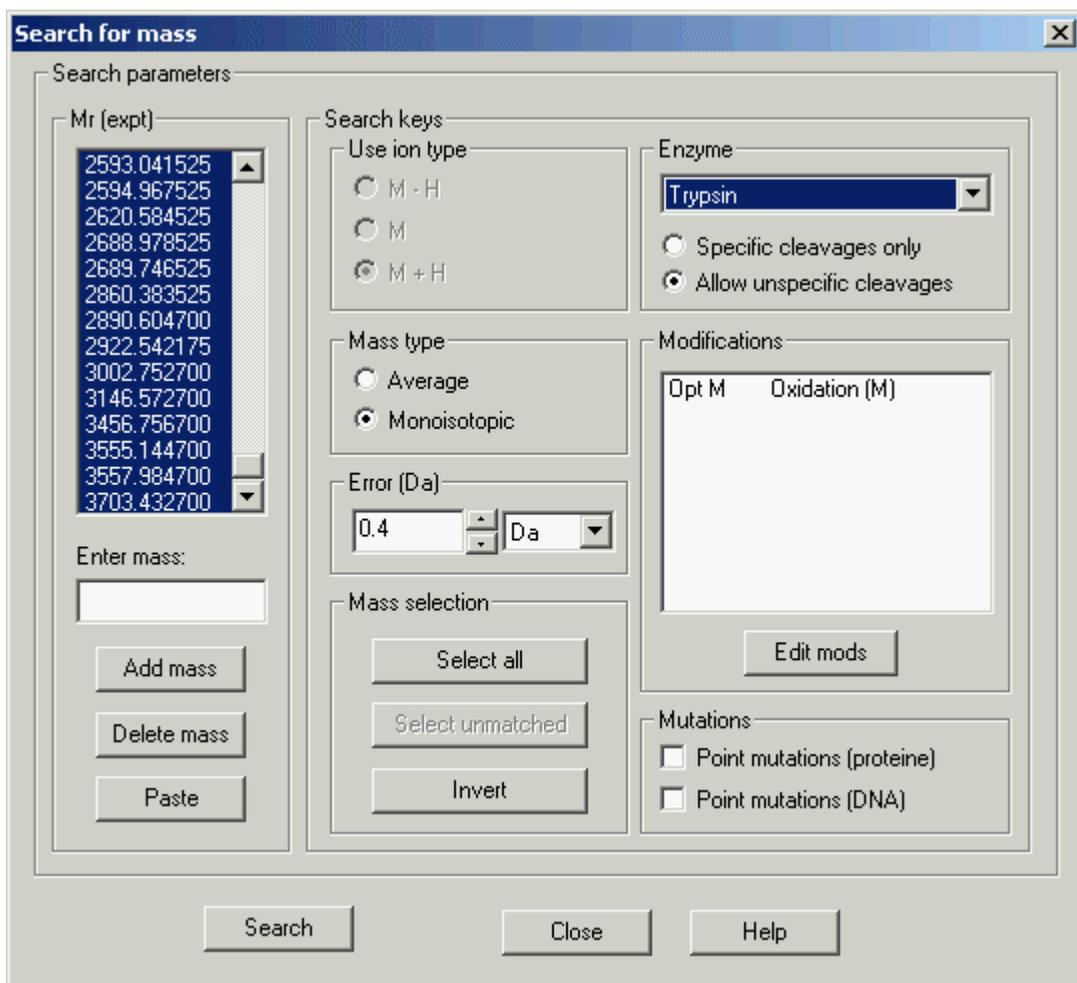 Search for mass
Search parameters
Mr (expt)
2593.041525
2594.967525
2620.584525
2688.978525
2689.746525
2860.383525
2890.604700
2922.542175
3002.752700
3146.572700
3456.756700
3555.144700
3557.984700
3703.432700
Enter mass:
Add mass
Delete mass
Paste
Search keys
Use ion type
M - H
M
M + H
Mass type
Average
Monoisotopic
Error (Da)
0.4 Da
Mass selection
Select all
Select unmatched
Invert
Enzyme
Trypsin
Specific cleavages only
Allow unspecific cleavages
Modifications
Opt M Oxidation (M)
Edit mods
Mutations
Point mutations (proteine)
Point mutations (DNA)
Search Close Help